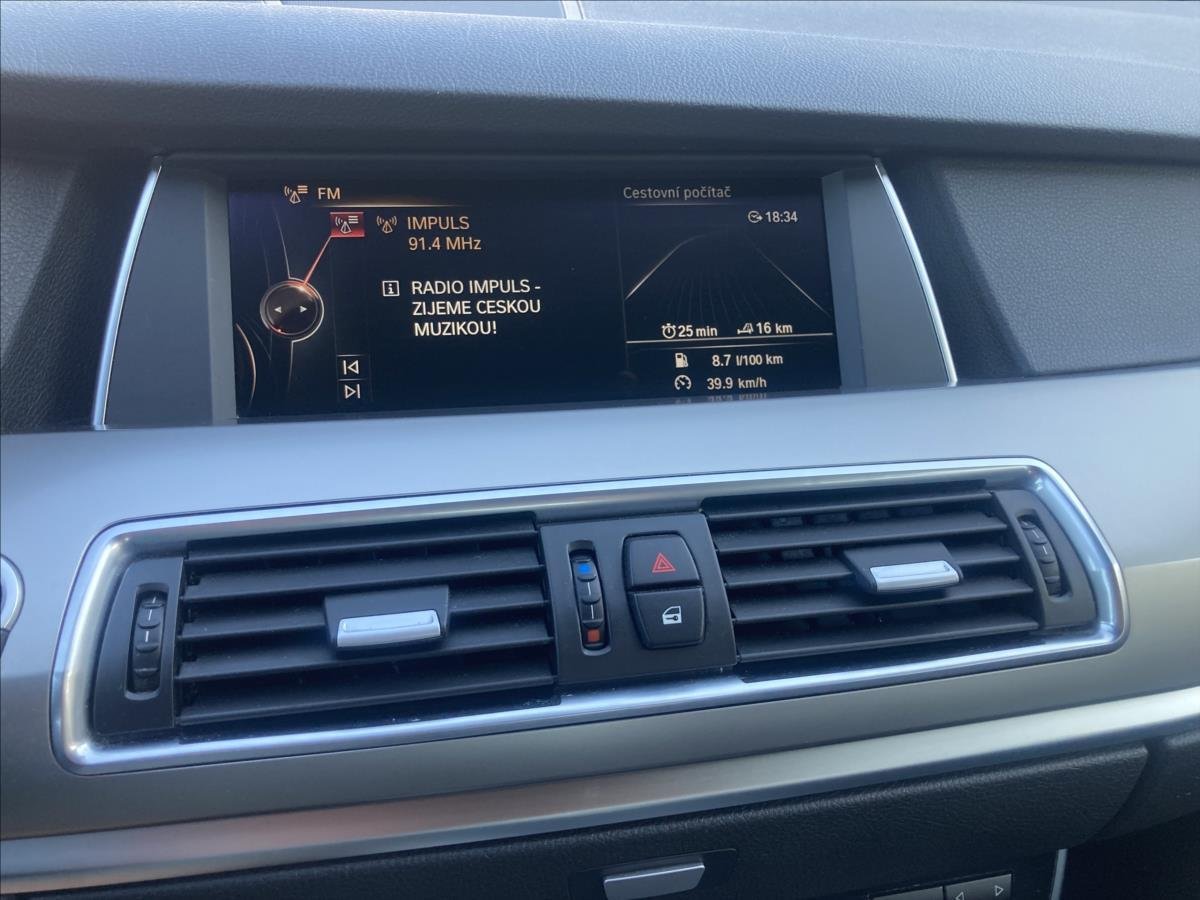 FM
IMPULS
91.4 MHz
RADIO IMPULS -
ZIJEME CESKOU
MUZIKOU!
Cestovní počítač
18:34
25 min 16 km
8.7 l/100 km
39.9 km/h